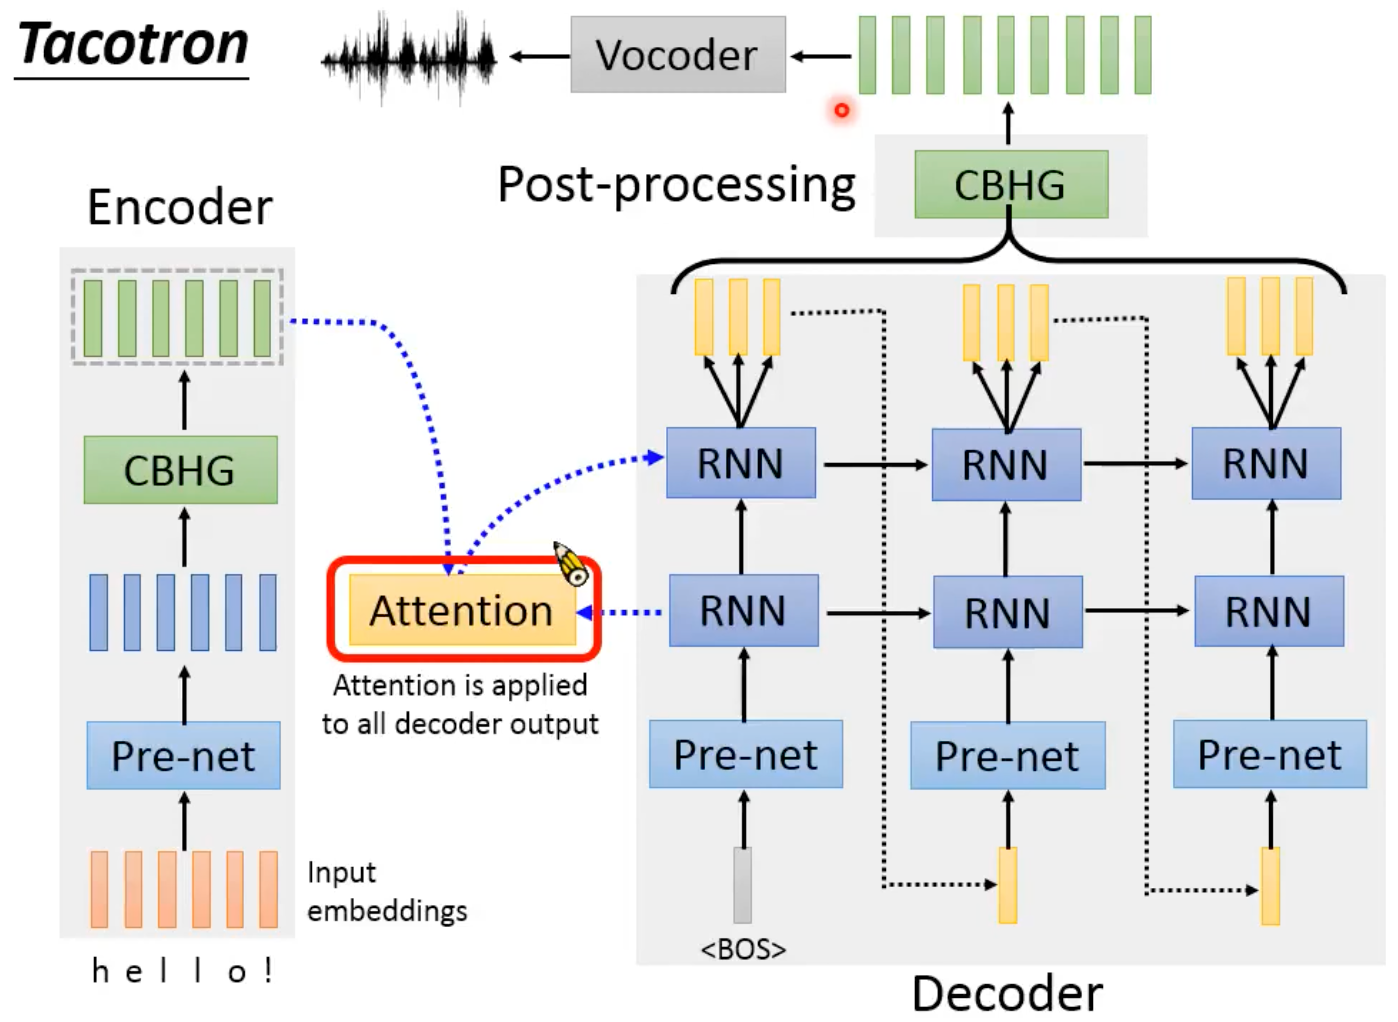 Tacotron
Vocoder
Post-processing
CBHG
Encoder
CBHG
Pre-net
Input
embeddings
h e l l o !
Attention
Attention is applied
to all decoder output
RNN RNN RNN
RNN RNN RNN
Pre-net Pre-net Pre-net
<BOS>
Decoder